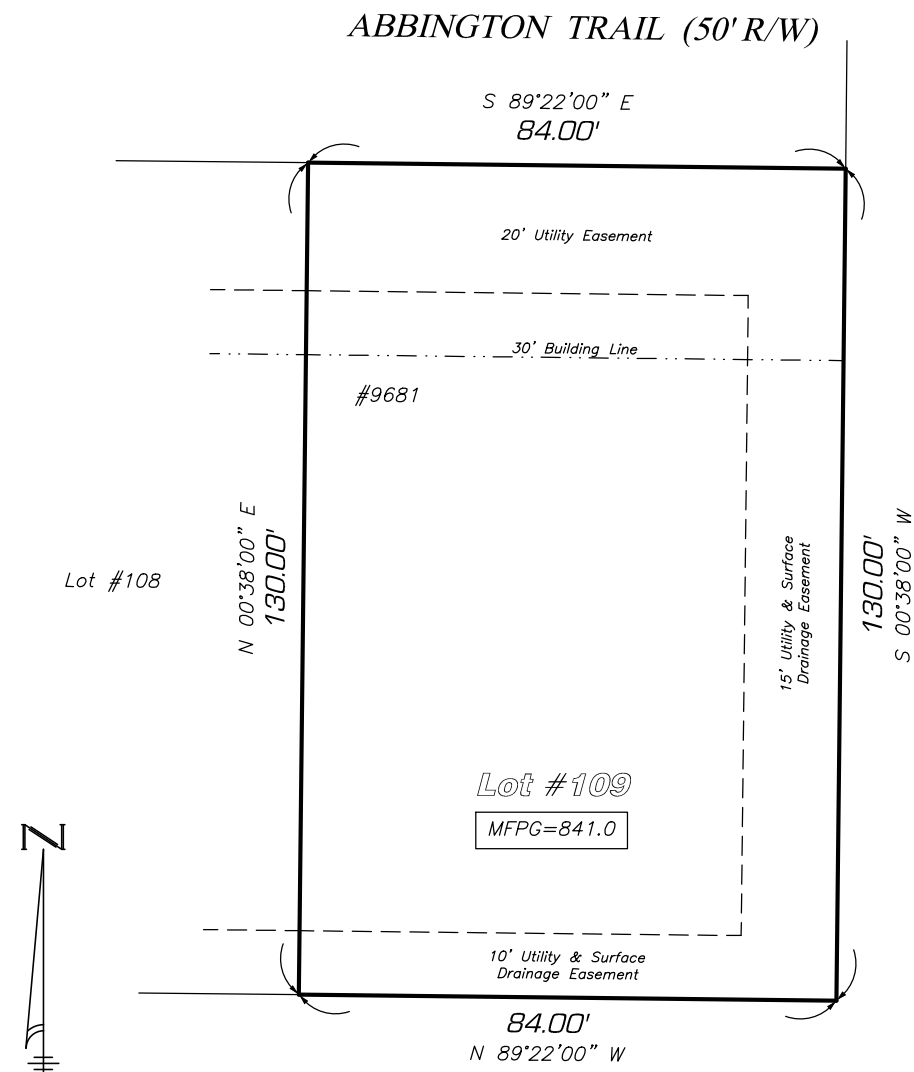 ABBINGTON TRAIL (50' R/W)
S 89°22'00" E
84.00'
20' Utility Easement
30' Building Line
#9681
N 00°38'00" E
130.00'
Lot #108
15' Utility & Surface
Drainage Easement
130.00'
S 00°38'00" W
Lot #109
MFPG=841.0
N
10' Utility & Surface
Drainage Easement
84.00'
N 89°22'00" W